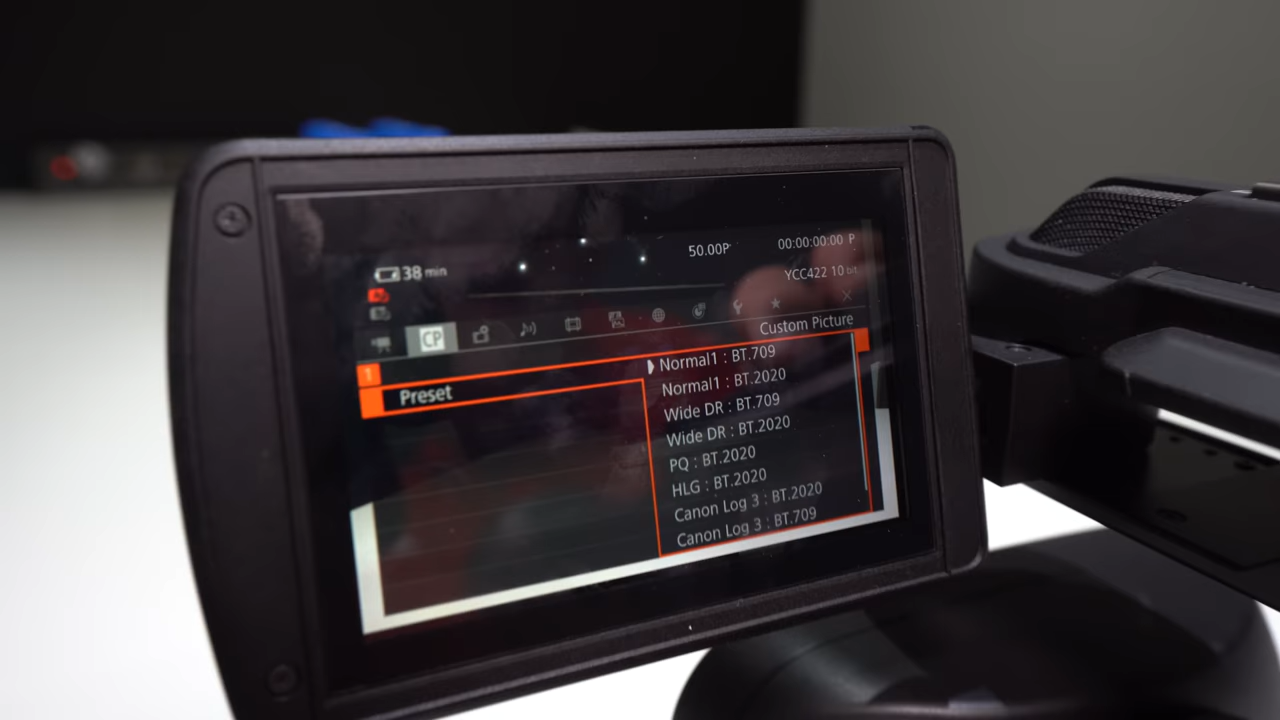 50.00P
00:00:00:00 P
38 min
YCC422 10 bit
CP
Custom Picture
1
Preset
Normal1 : BT.709
Normal1 : BT.2020
Wide DR : BT.709
Wide DR : BT.2020
PQ : BT.2020
HLG : BT.2020
Canon Log 3 : BT.2020
Canon Log 3 : BT.709